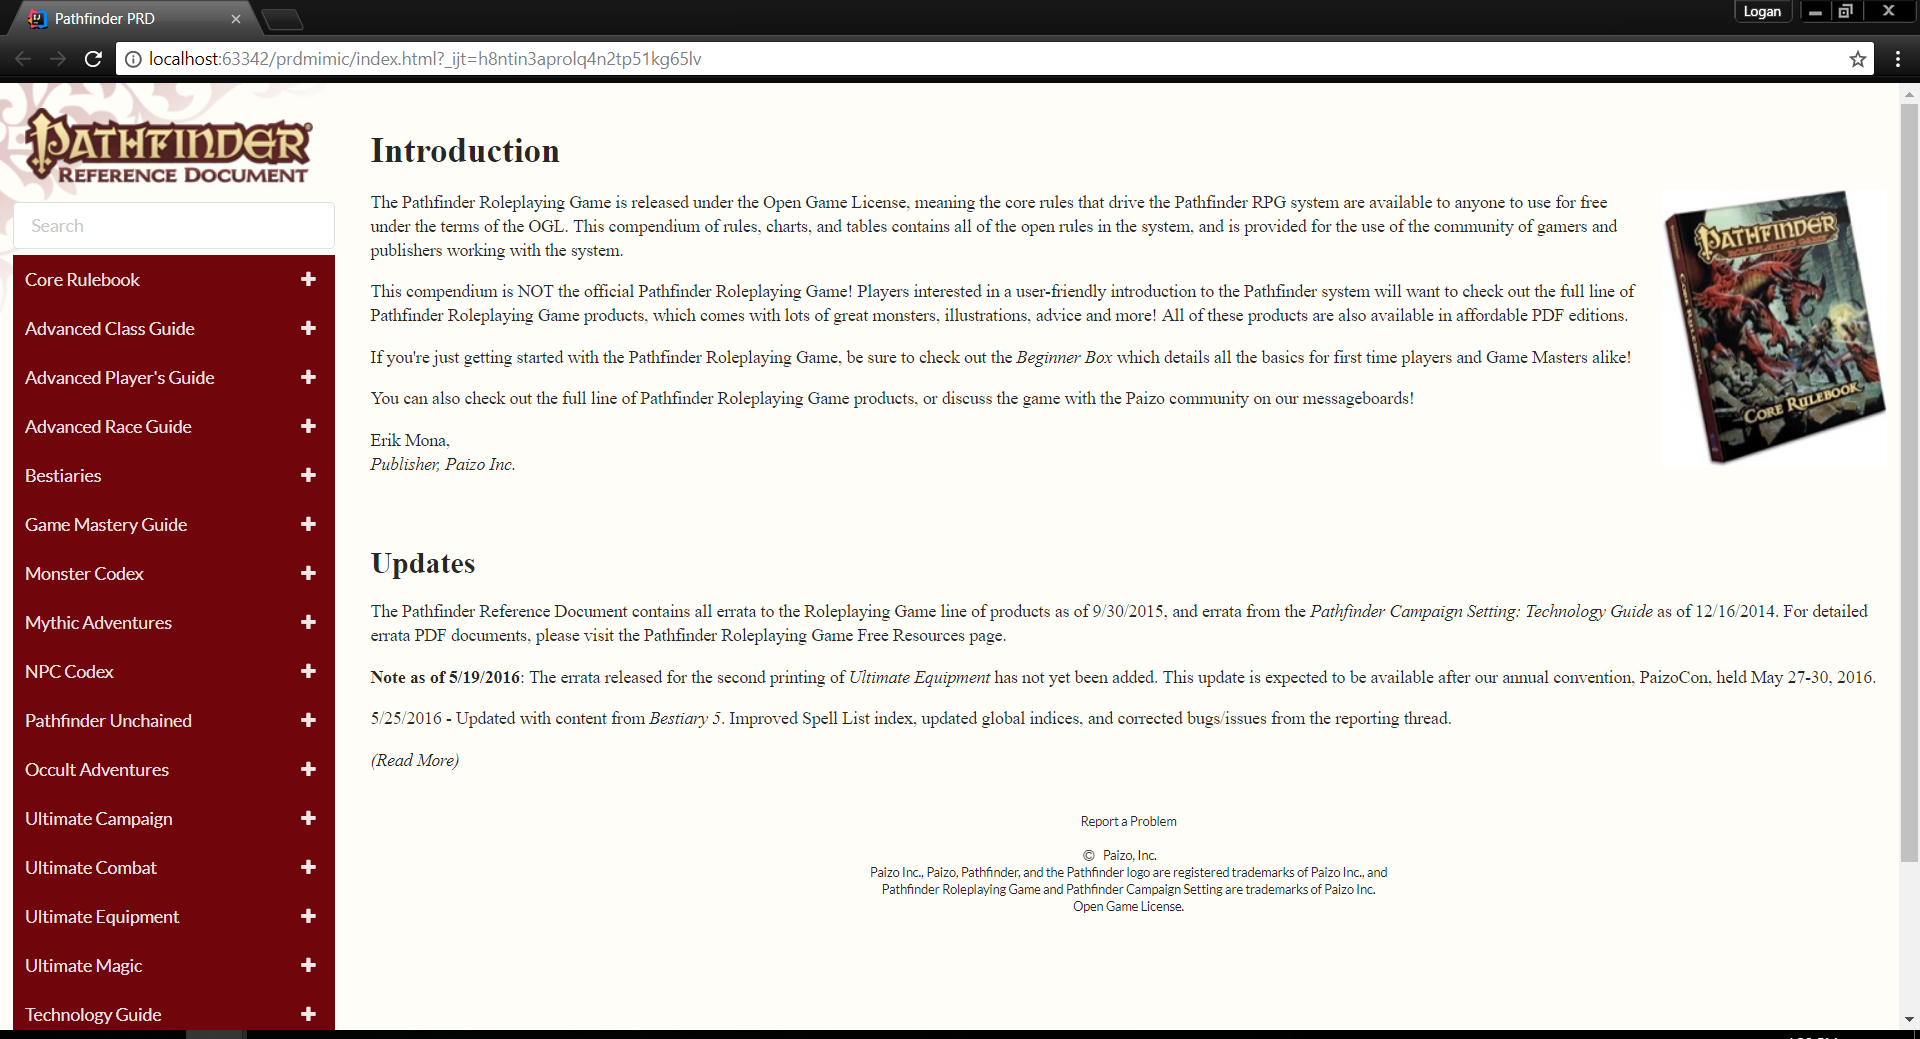 Pathfinder PRD
Logan
localhost:63342/prdmimic/index.html?_ijt=h8ntin3aprolq4n2tp51kg65lv
PATHFINDER®
REFERENCE DOCUMENT
Search
Core Rulebook
Advanced Class Guide
Advanced Player's Guide
Advanced Race Guide
Bestiaries
Game Mastery Guide
Monster Codex
Mythic Adventures
NPC Codex
Pathfinder Unchained
Occult Adventures
Ultimate Campaign
Ultimate Combat
Ultimate Equipment
Ultimate Magic
Technology Guide
Introduction
The Pathfinder Roleplaying Game is released under the Open Game License, meaning the core rules that drive the Pathfinder RPG system are available to anyone to use for free
under the terms of the OGL. This compendium of rules, charts, and tables contains all of the open rules in the system, and is provided for the use of the community of gamers and
publishers working with the system.
This compendium is NOT the official Pathfinder Roleplaying Game! Players interested in a user-friendly introduction to the Pathfinder system will want to check out the full line of
Pathfinder Roleplaying Game products, which comes with lots of great monsters, illustrations, advice and more! All of these products are also available in affordable PDF editions.
If you're just getting started with the Pathfinder Roleplaying Game, be sure to check out the Beginner Box which details all the basics for first time players and Game Masters alike!
You can also check out the full line of Pathfinder Roleplaying Game products, or discuss the game with the Paizo community on our messageboards!
Erik Mona,
Publisher, Paizo Inc.
PATHFINDER
ROLEPLAYING GAME
CORE RULEBOOK
CORE RULEBOOK
Updates
The Pathfinder Reference Document contains all errata to the Roleplaying Game line of products as of 9/30/2015, and errata from the Pathfinder Campaign Setting: Technology Guide as of 12/16/2014. For detailed
errata PDF documents, please visit the Pathfinder Roleplaying Game Free Resources page.
Note as of 5/19/2016: The errata released for the second printing of Ultimate Equipment has not yet been added. This update is expected to be available after our annual convention, PaizoCon, held May 27-30, 2016.
5/25/2016 - Updated with content from Bestiary 5. Improved Spell List index, updated global indices, and corrected bugs/issues from the reporting thread.
(Read More)
Report a Problem
© Paizo, Inc.
Paizo Inc., Paizo, Pathfinder, and the Pathfinder logo are registered trademarks of Paizo Inc., and
Pathfinder Roleplaying Game and Pathfinder Campaign Setting are trademarks of Paizo Inc.
Open Game License.